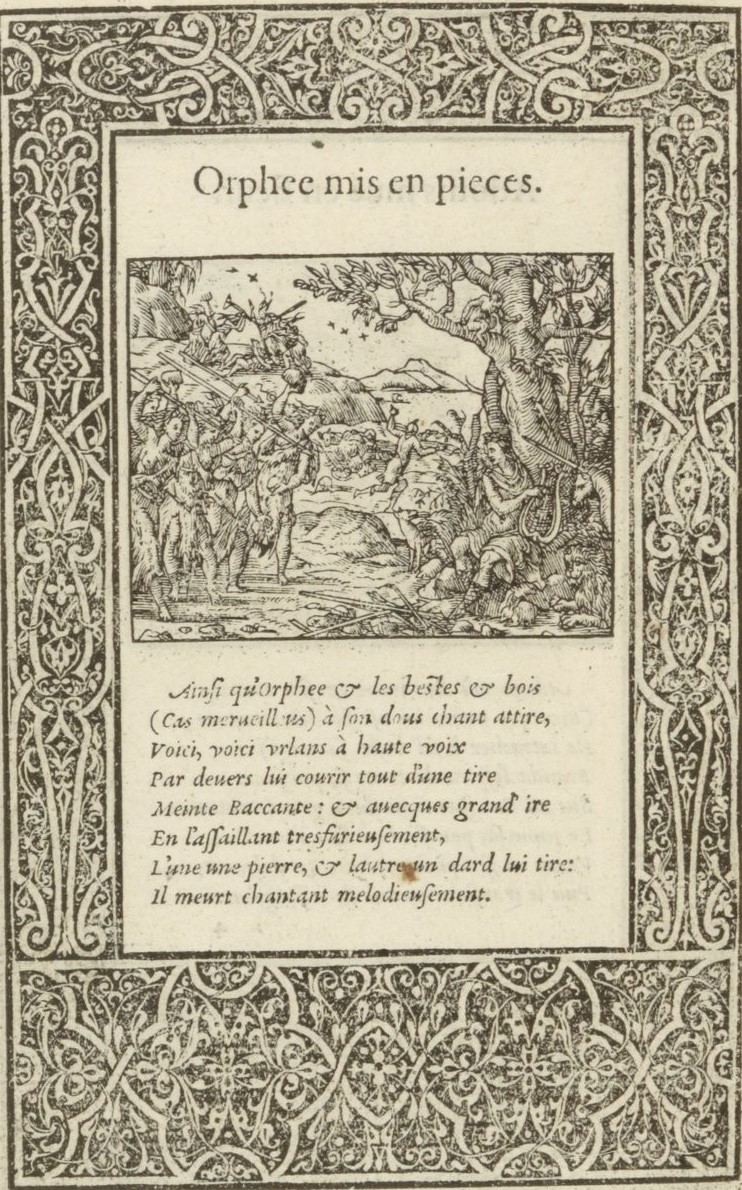 Orphee mis en pieces.
Ainſi qu'Orphee & les beſtes & bois
(Cas merueilleus) à ſon dous chant attire,
Voici, voici vrlans à haute voix
Par deuers lui courir tout d'une tire
Meinte Baccante: & auecques grand' ire
En l'aſſaillant tresfurieuſement,
L'une une pierre, & lautre un dard lui tire:
Il meurt chantant melodieuſement.